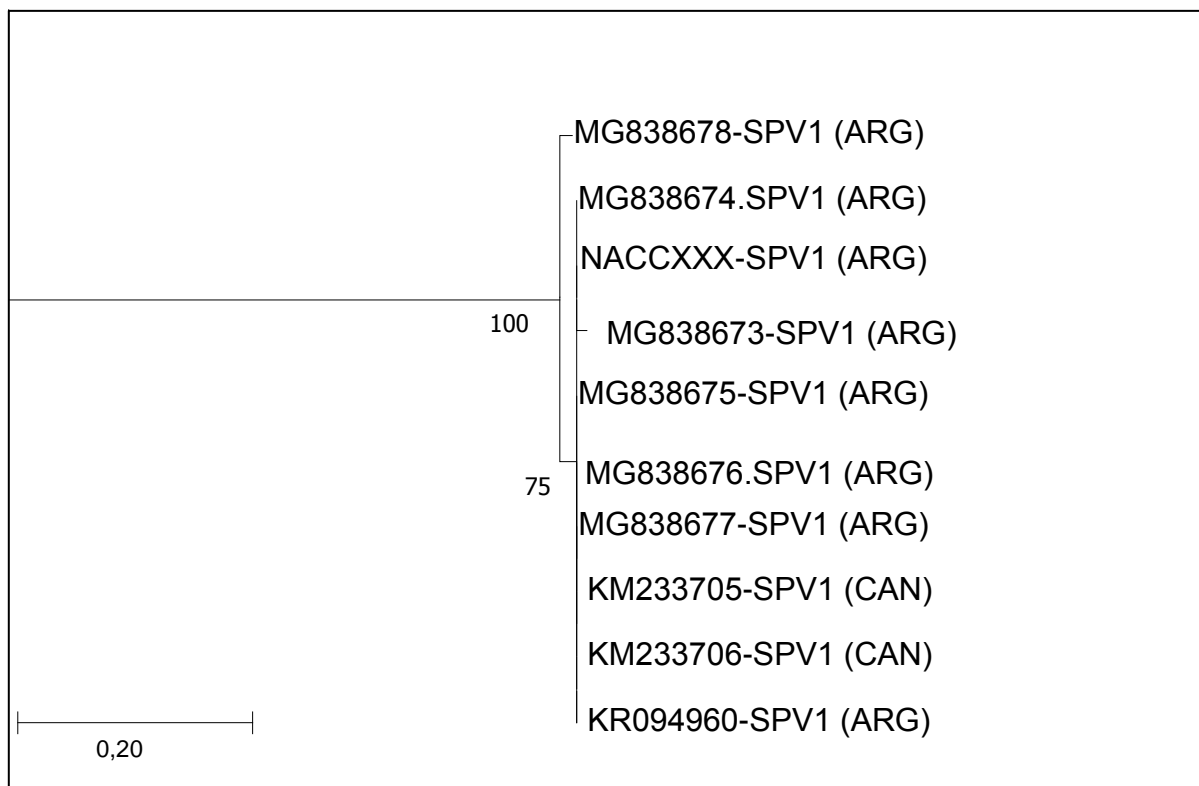 MG838678-SPV1 (ARG)
MG838674.SPV1 (ARG)
NACCXXX-SPV1 (ARG)
100
MG838673-SPV1 (ARG)
MG838675-SPV1 (ARG)
75
MG838676.SPV1 (ARG)
MG838677-SPV1 (ARG)
KM233705-SPV1 (CAN)
KM233706-SPV1 (CAN)
KR094960-SPV1 (ARG)
0,20